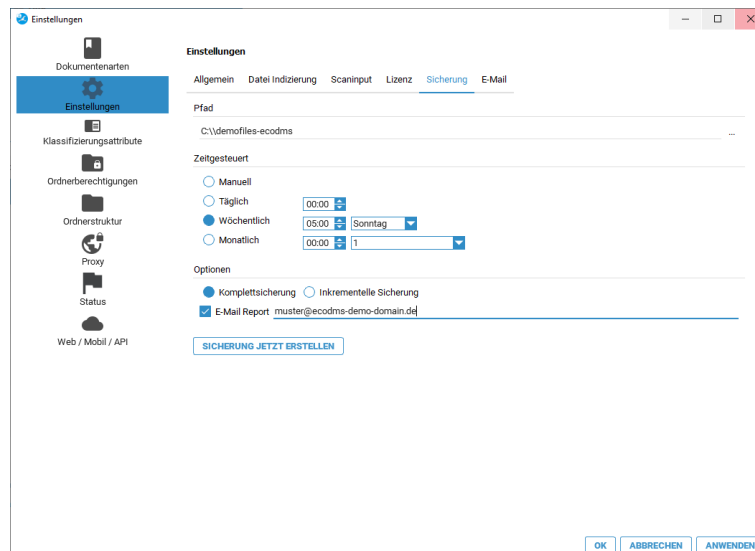 Einstellungen
Dokumentenarten
Einstellungen
Klassifizierungsattribute
Ordnerberechtigungen
Ordnerstruktur
Proxy
Status
Web / Mobil / API
Einstellungen
Allgemein Datei Indizierung Scaninput Lizenz Sicherung E-Mail
Pfad
C:\\demofiles-ecodms ...
Zeitgesteuert
Manuell
Täglich 00:00
Wöchentlich 05:00 Sonntag
Monatlich 00:00 1
Optionen
Komplettsicherung Inkrementelle Sicherung
E-Mail Report muster@ecodms-demo-domain.de
SICHERUNG JETZT ERSTELLEN
OK ABBRECHEN ANWENDEN